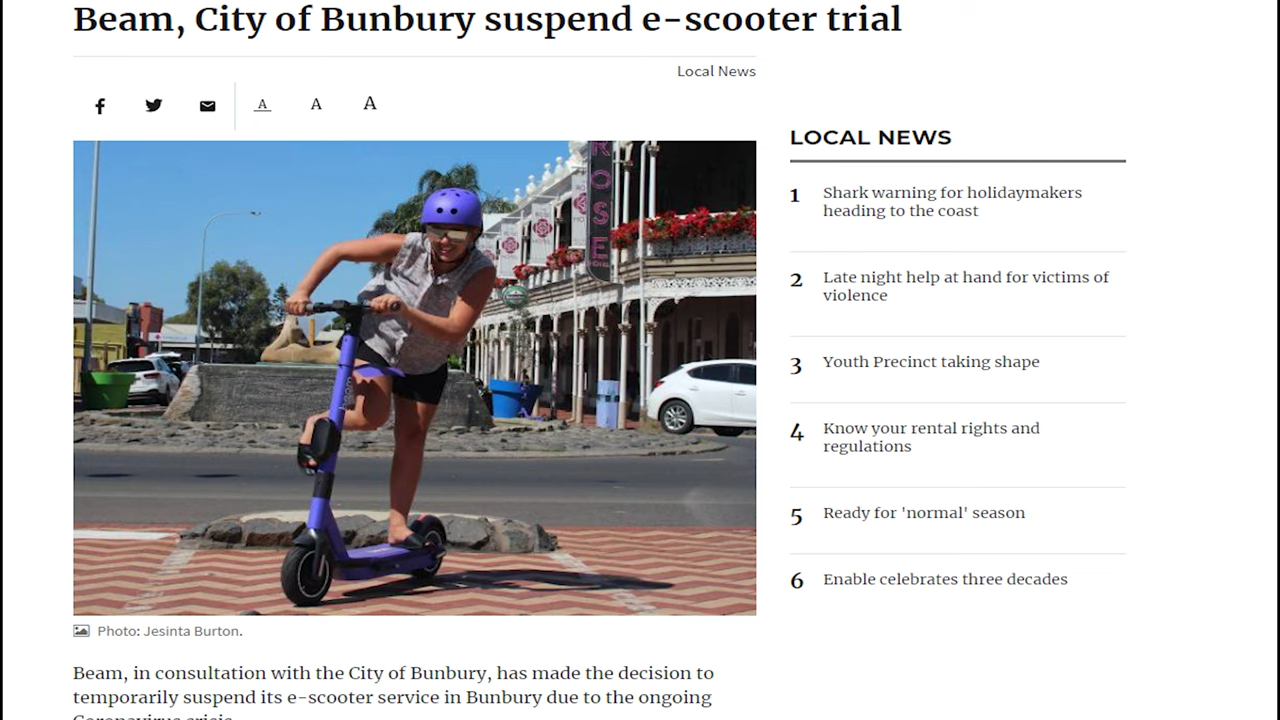 Beam, City of Bunbury suspend e-scooter trial
Local News
A A A
ROSE
Photo: Jesinta Burton.
Beam, in consultation with the City of Bunbury, has made the decision to
temporarily suspend its e-scooter service in Bunbury due to the ongoing
Coronavirus crisis.
LOCAL NEWS
1 Shark warning for holidaymakers
heading to the coast
2 Late night help at hand for victims of
violence
3 Youth Precinct taking shape
4 Know your rental rights and
regulations
5 Ready for 'normal' season
6 Enable celebrates three decades